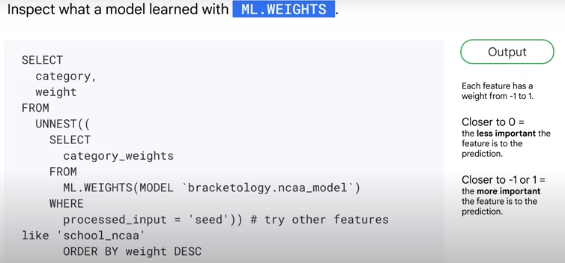 Inspect what a model learned with ML.WEIGHTS .
SELECT
category,
weight
FROM
UNNEST((
SELECT
category_weights
FROM
ML.WEIGHTS(MODEL `bracketology.ncaa_model`)
WHERE
processed_input = 'seed')) # try other features
like 'school_ncaa'
ORDER BY weight DESC
Output
Each feature has a
weight from -1 to 1.
Closer to 0 =
the less important the
feature is to the
prediction.
Closer to -1 or 1 =
the more important
the feature is to the
prediction.